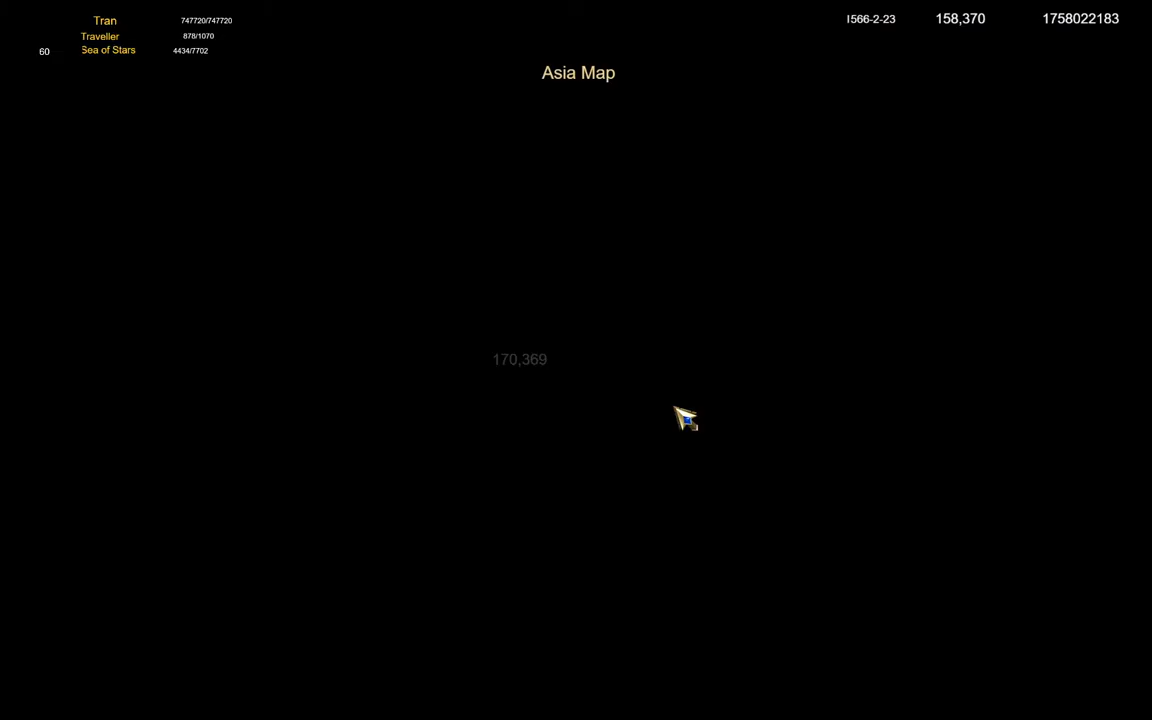 Tran 747720/747720 1566-2-23 158,370 1758022183
Traveller 878/1070
60 Sea of Stars 4434/7702
Asia Map
170,369